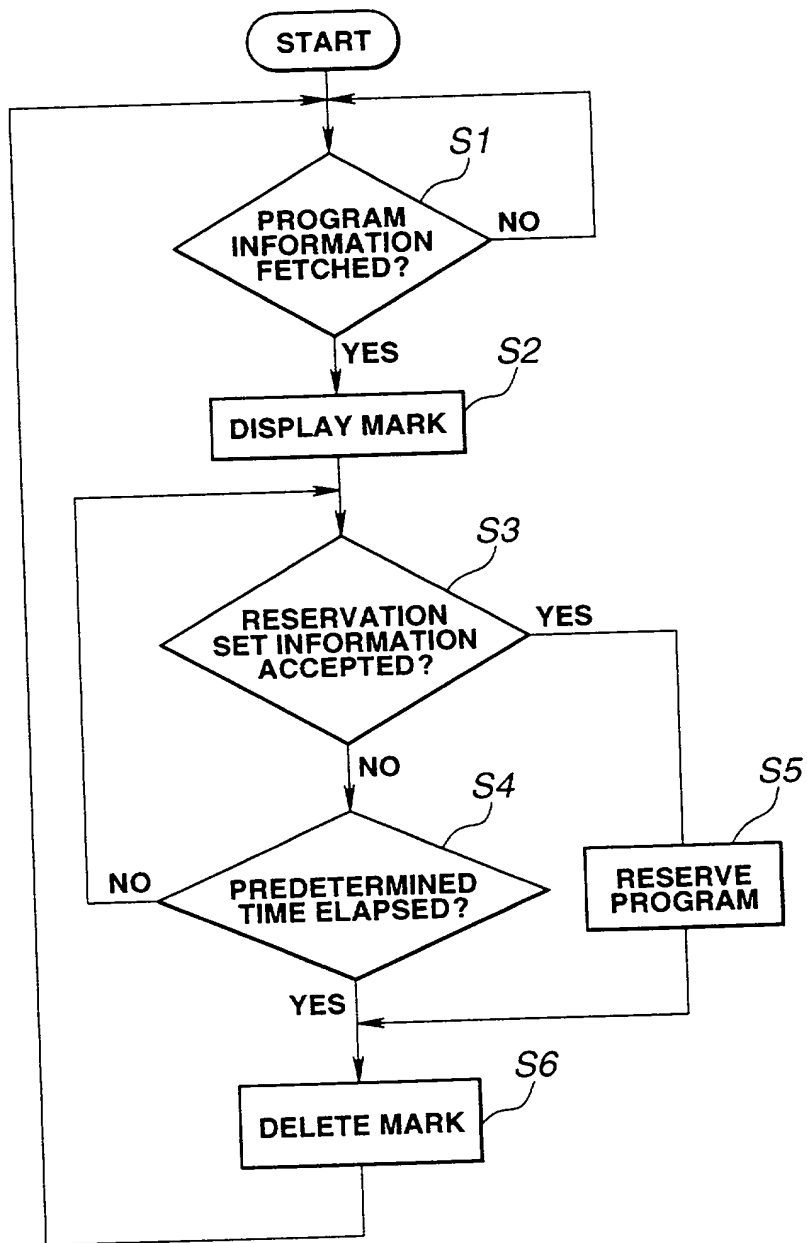 START
S1
PROGRAM
INFORMATION
FETCHED?
NO
YES
S2
DISPLAY MARK
S3
RESERVATION
SET INFORMATION
ACCEPTED?
YES
NO
S4
PREDETERMINED
TIME ELAPSED?
NO
S5
RESERVE
PROGRAM
YES
S6
DELETE MARK